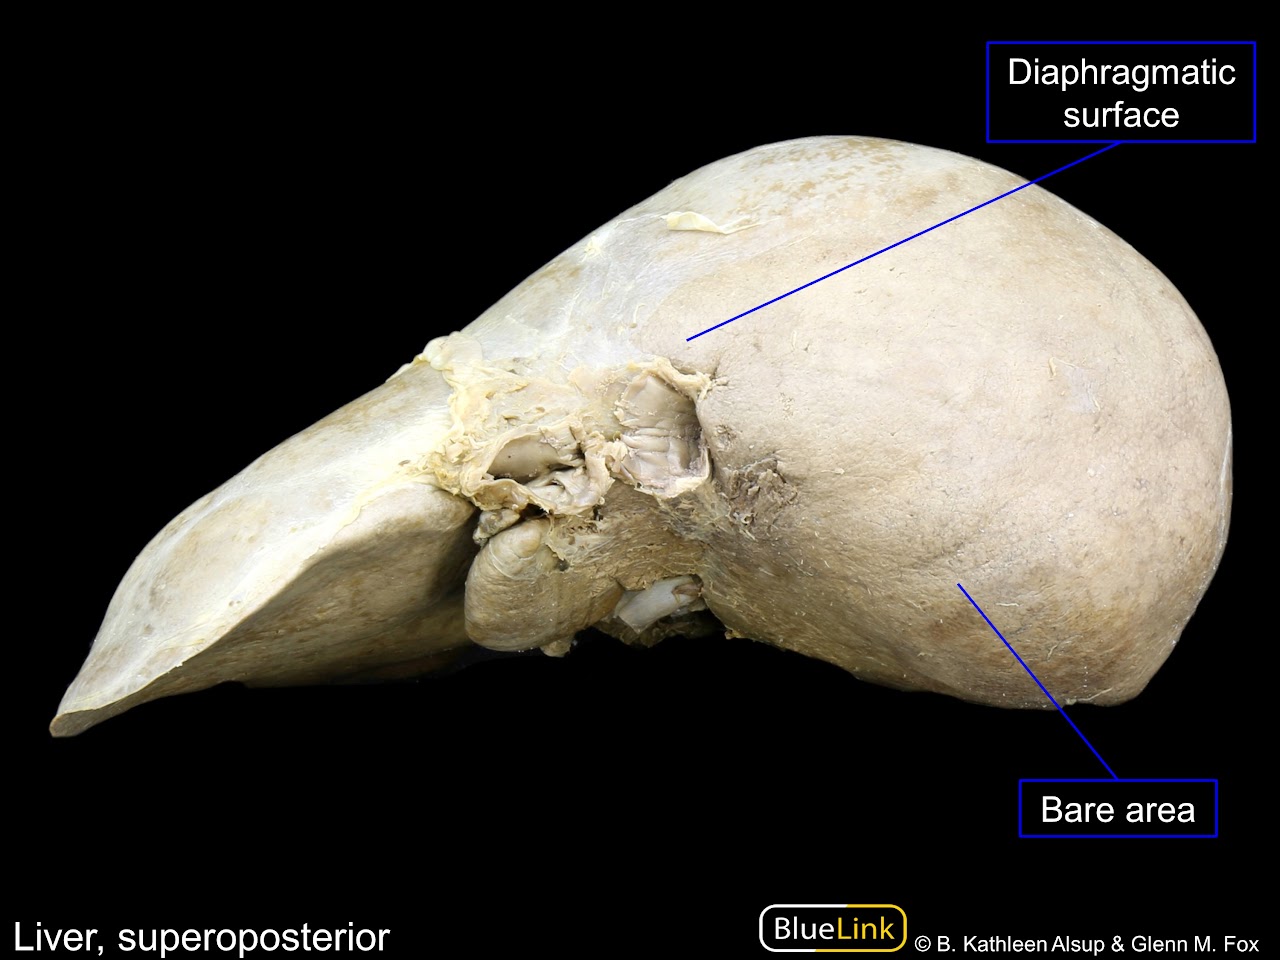 Diaphragmatic
surface
Bare area
Liver, superoposterior
BlueLink
© B. Kathleen Alsup & Glenn M. Fox